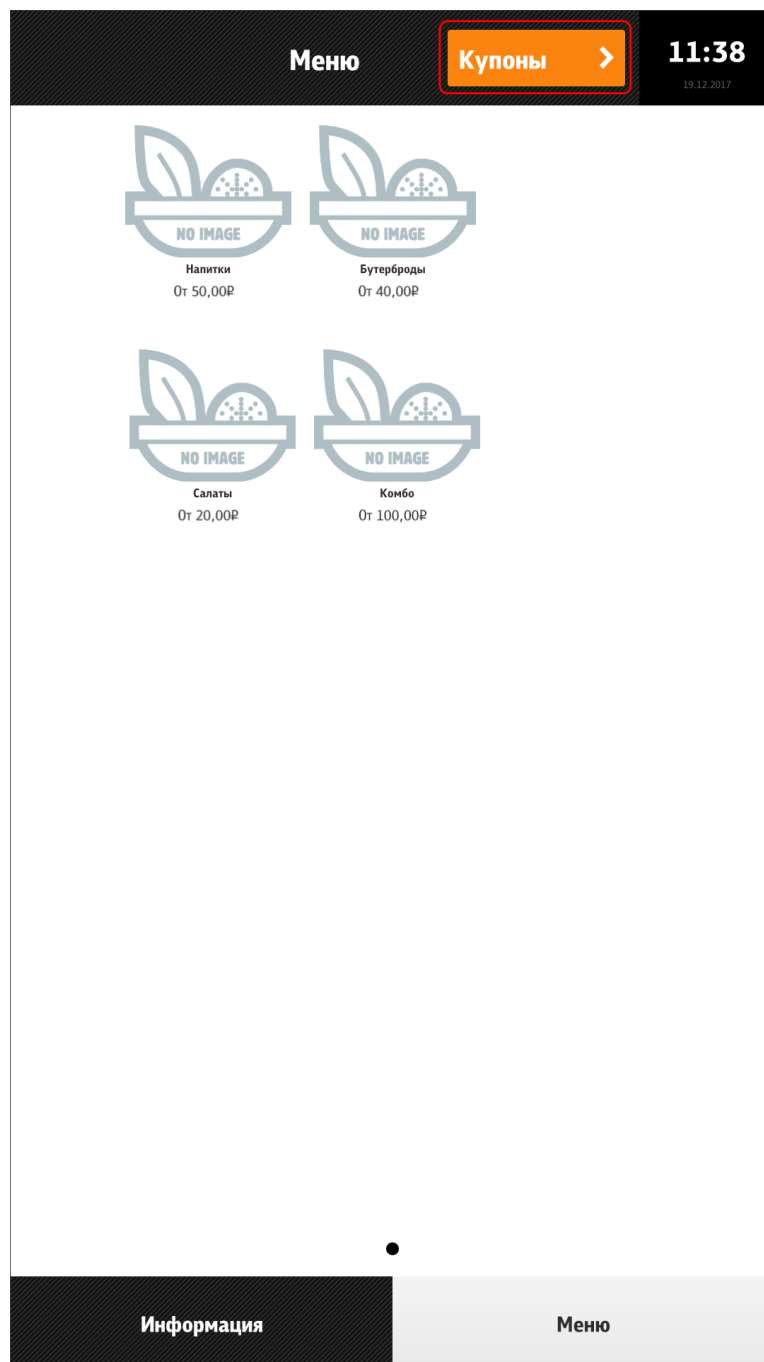 Меню
Купоны
11:38
19.12.2017
NO IMAGE NO IMAGE
Напитки Бутерброды
От 50,00₽ От 40,00₽
NO IMAGE NO IMAGE
Салаты Комбо
От 20,00₽ От 100,00₽
Информация Меню